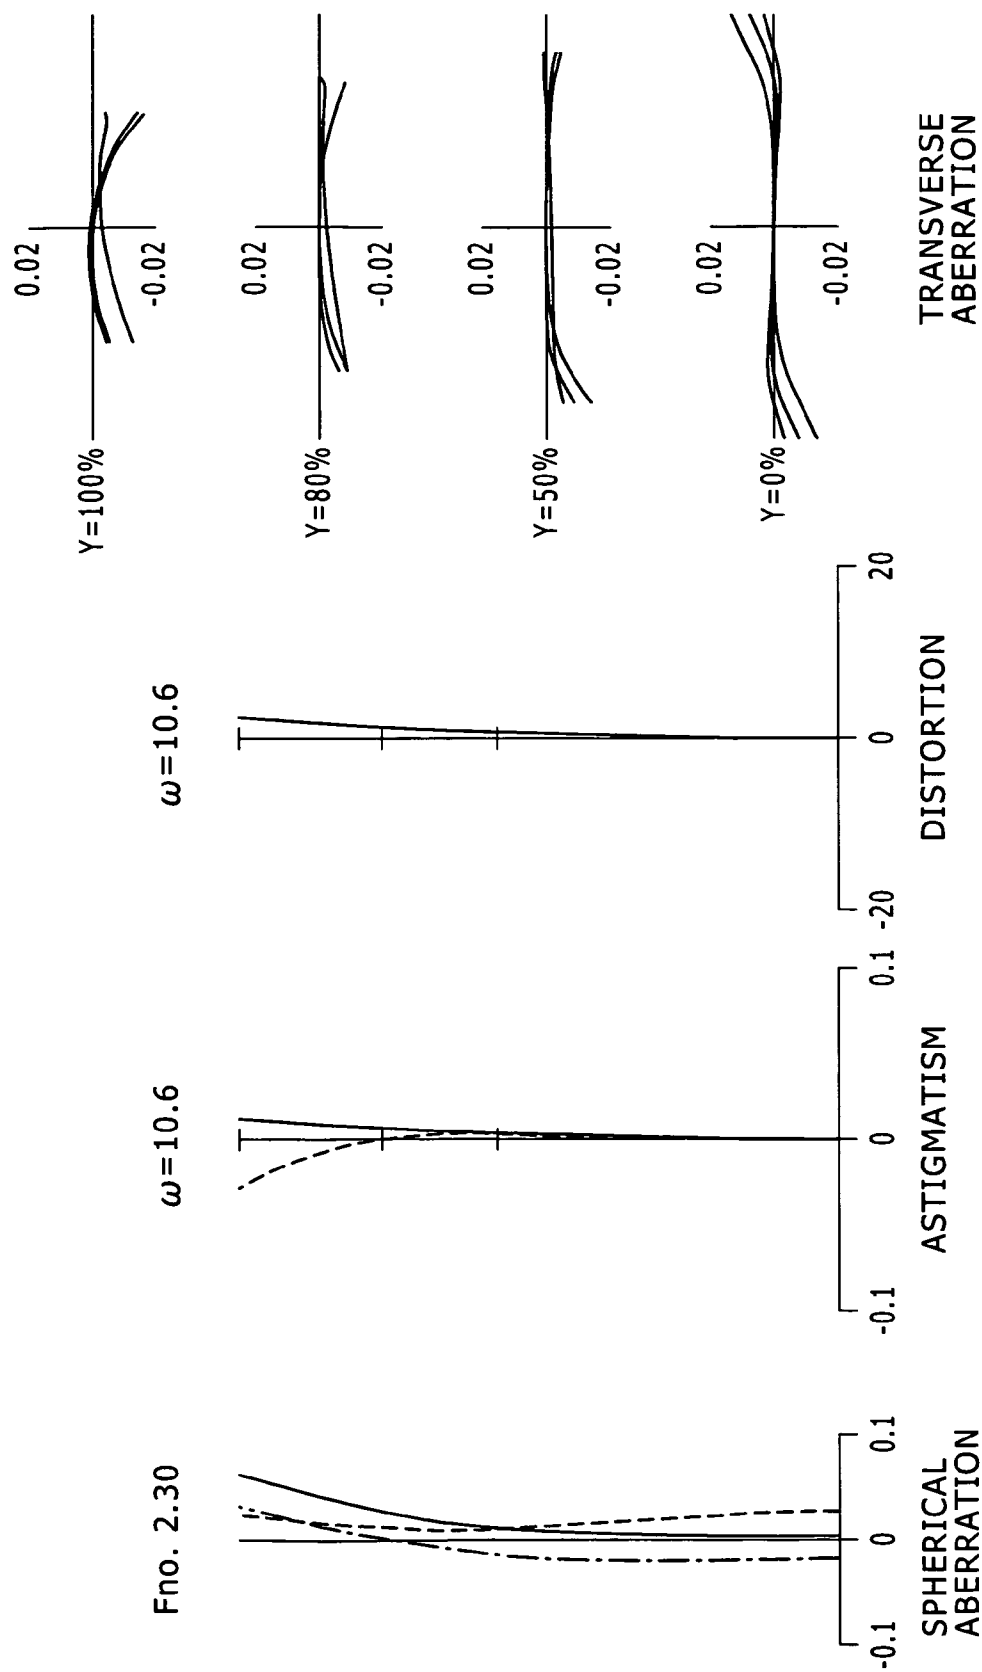 Fno. 2.30
-0.1
0
0.1
SPHERICAL
ABERRATION
ω=10.6
-0.1
0
0.1
ASTIGMATISM
ω=10.6
-20
0
20
DISTORTION
Y=100%
0.02
-0.02
Y=80%
0.02
-0.02
Y=50%
0.02
-0.02
Y=0%
0.02
-0.02
TRANSVERSE
ABERRATION